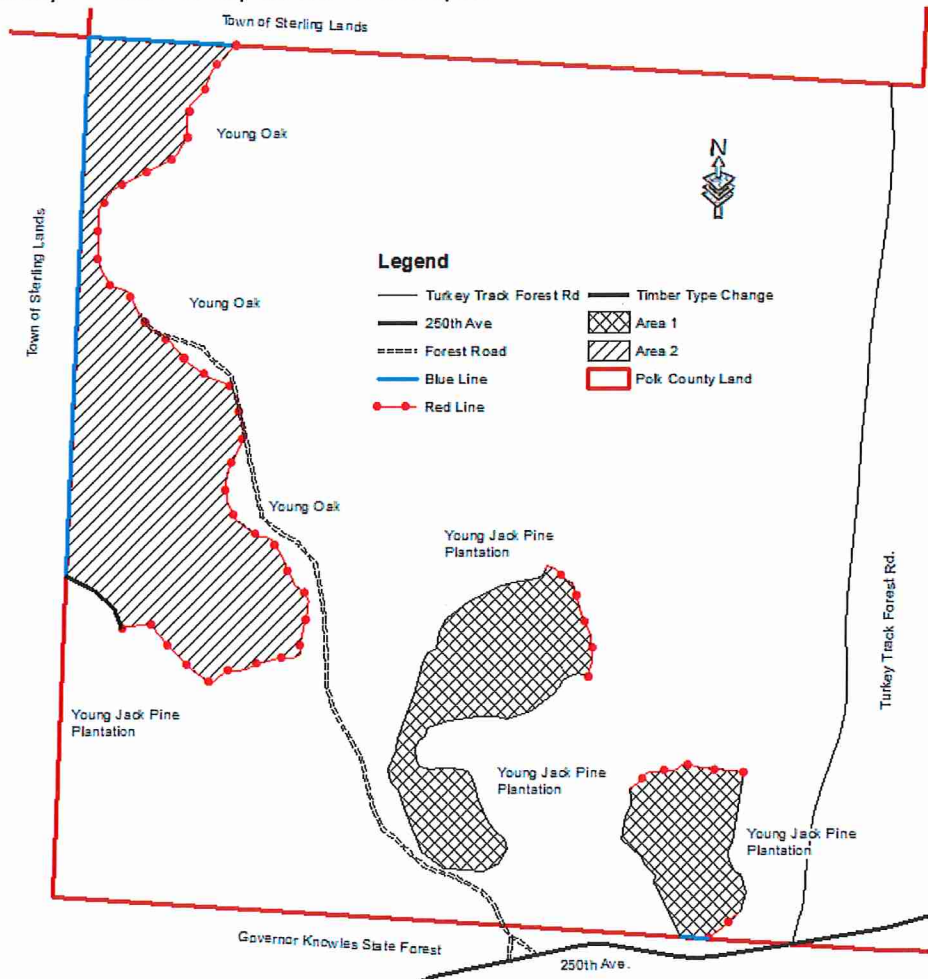 Town of Sterling Lands
Young Oak
N
Town of Sterling Lands
Legend
Turkey Track Forest Rd
Timber Type Change
250th Ave
Area 1
Forest Road
Area 2
Blue Line
Polk County Land
Red Line
Young Oak
Young Oak
Young Jack Pine
Plantation
Turkey Track Forest Rd.
Young Jack Pine
Plantation
Young Jack Pine
Plantation
Young Jack Pine
Plantation
Governor Knowles State Forest
250th Ave.